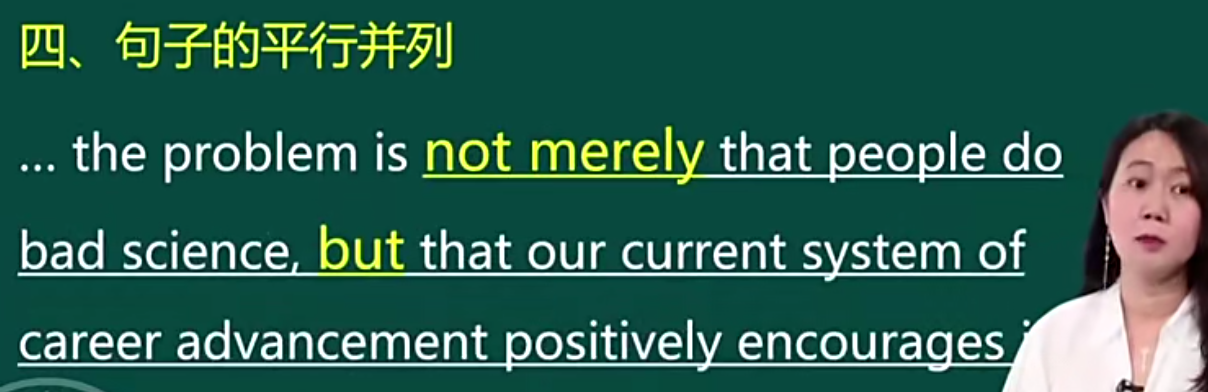 四、句子的平行并列
... the problem is not merely that people do
bad science, but that our current system of
career advancement positively encourages